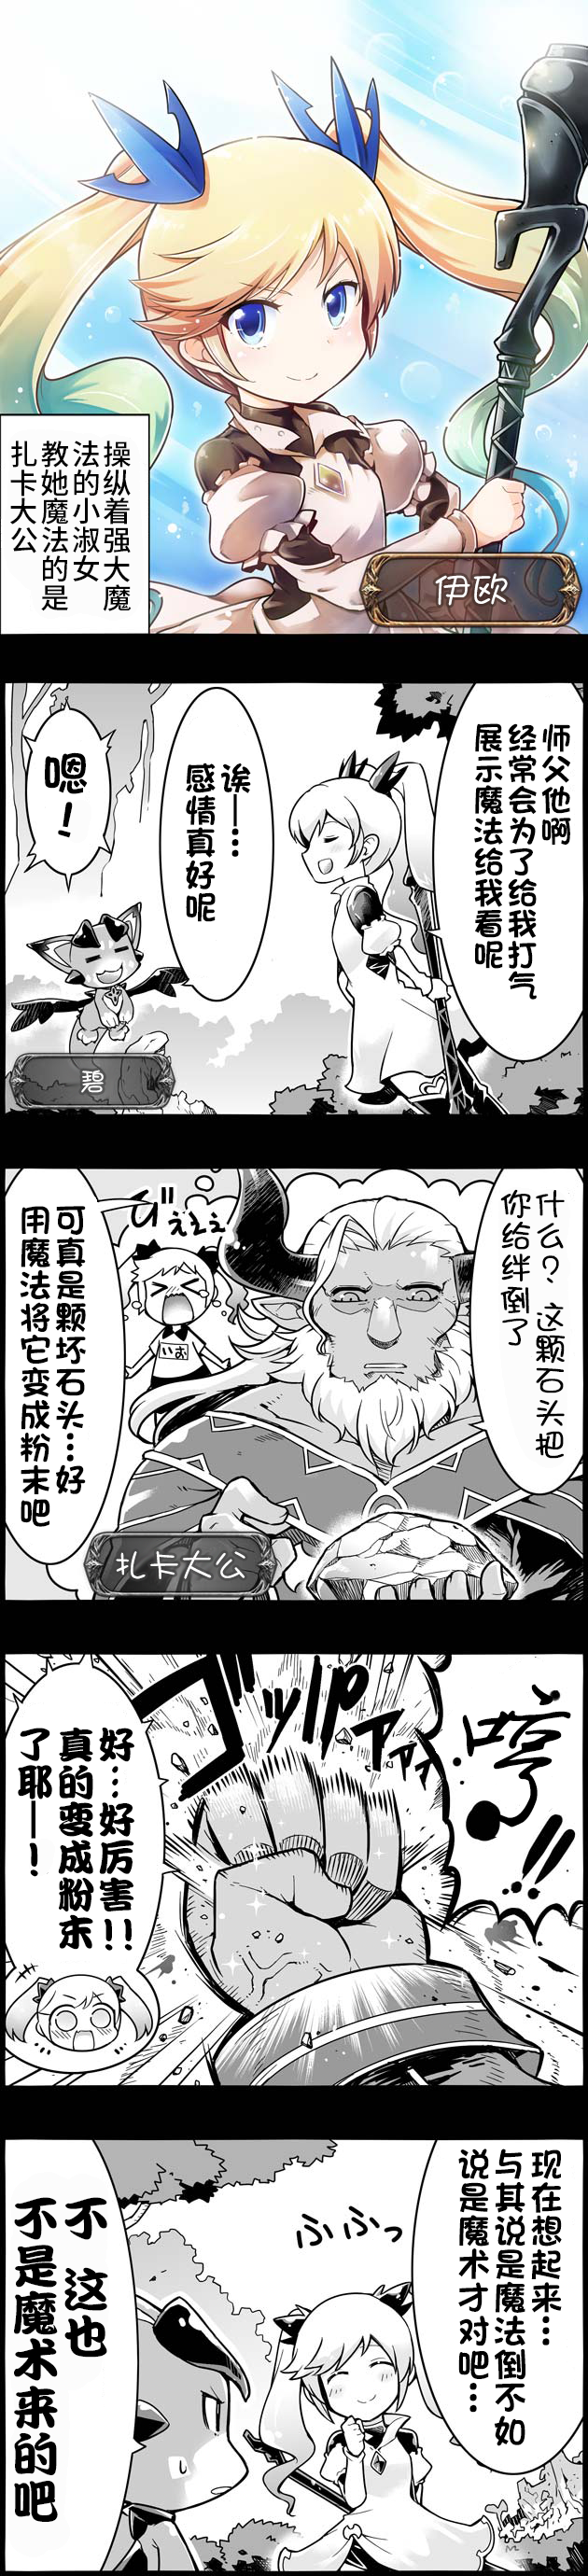 操纵着强大魔
法的小淑女
教她魔法的是
扎卡大公
伊欧
师父他啊
经常会为了给我打气
展示魔法给我看呢
诶—…
感情真好呢
嗯！
碧
什么？这颗石头把
你给绊倒了
びえぇぇ
いお
可真是颗坏石头…好
用魔法将它变成粉末吧
扎卡大公
哼!!
ゴッパアアァァ
好…好厉害!!
真的变成粉末
了耶—！
现在想起来…
与其说是魔法倒不如
说是魔术才对吧…
ふふっ
不 这也
不是魔术来的吧